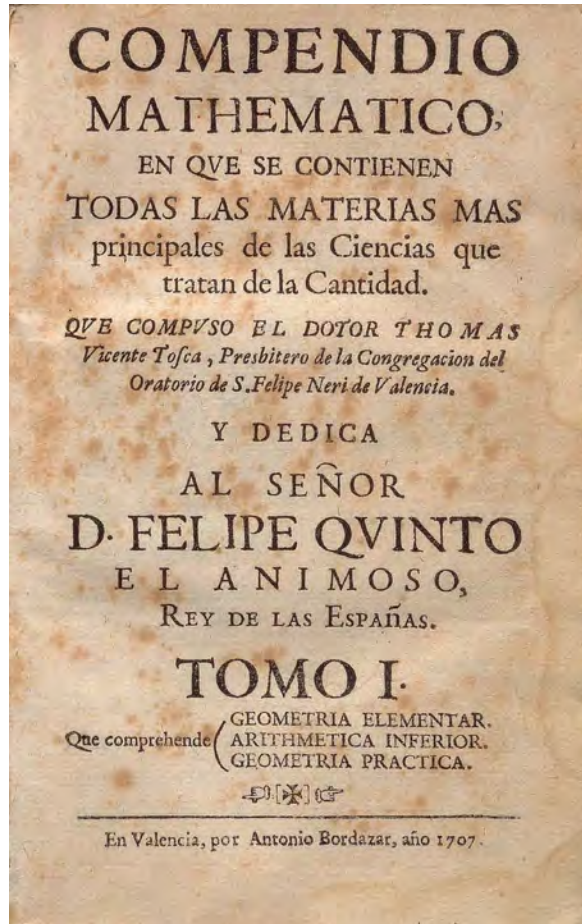 COMPENDIO
MATHEMATICO,
EN QVE SE CONTIENEN
TODAS LAS MATERIAS MAS
principales de las Ciencias que
tratan de la Cantidad.
QVE COMPVSO EL DOTOR THOMAS
Vicente Toſca, Presbitero de la Congregacion del
Oratorio de S. Felipe Neri de Valencia.
Y DEDICA
AL SEÑOR
D. FELIPE QVINTO
EL ANIMOSO,
REY DE LAS ESPAÑAS.
TOMO I.
Que comprehende
GEOMETRIA ELEMENTAR.
ARITHMETICA INFERIOR.
GEOMETRIA PRACTICA.
En Valencia, por Antonio Bordazar, año 1707.